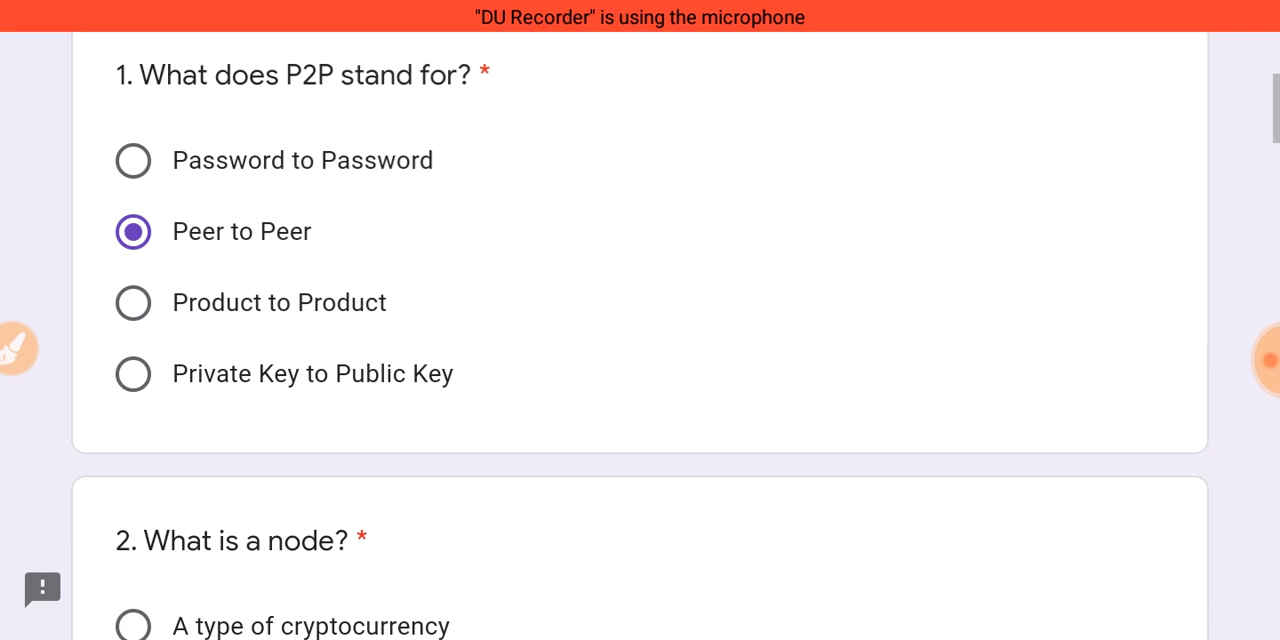 "DU Recorder" is using the microphone
1. What does P2P stand for? *
Password to Password
Peer to Peer
Product to Product
Private Key to Public Key
2. What is a node? *
A type of cryptocurrency